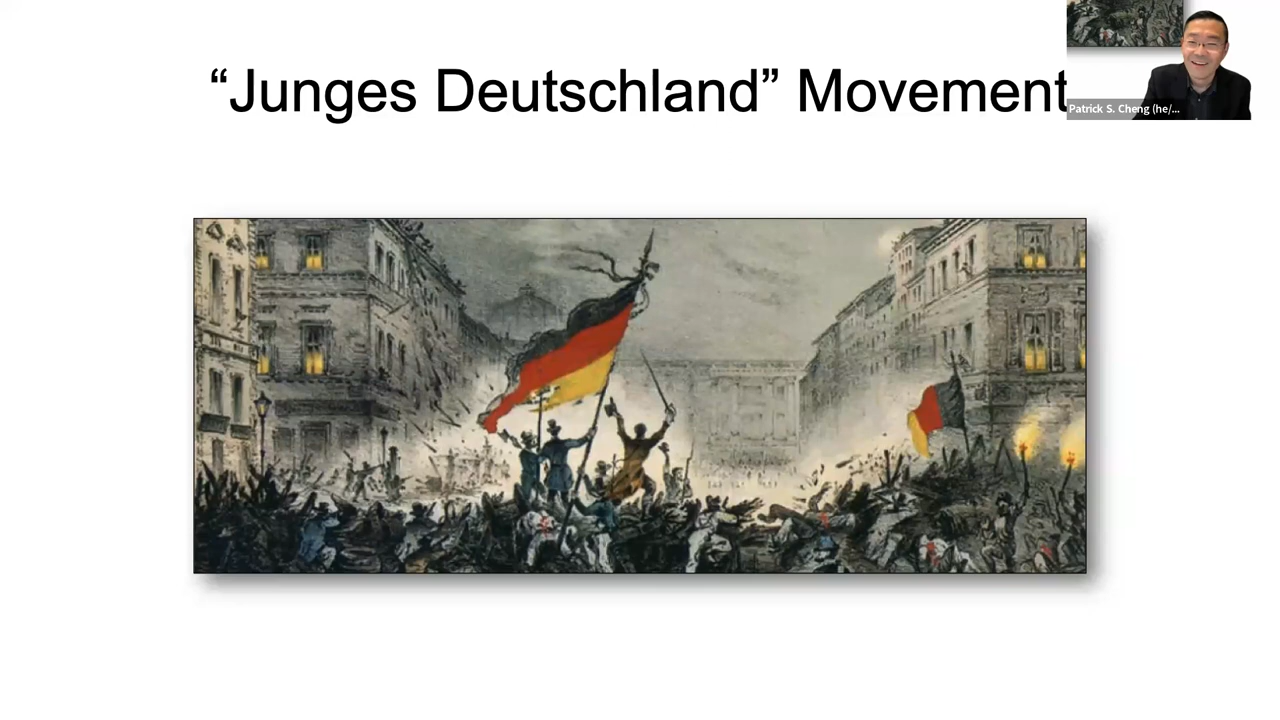 “Junges Deutschland” Movement
Patrick S. Cheng (he/...